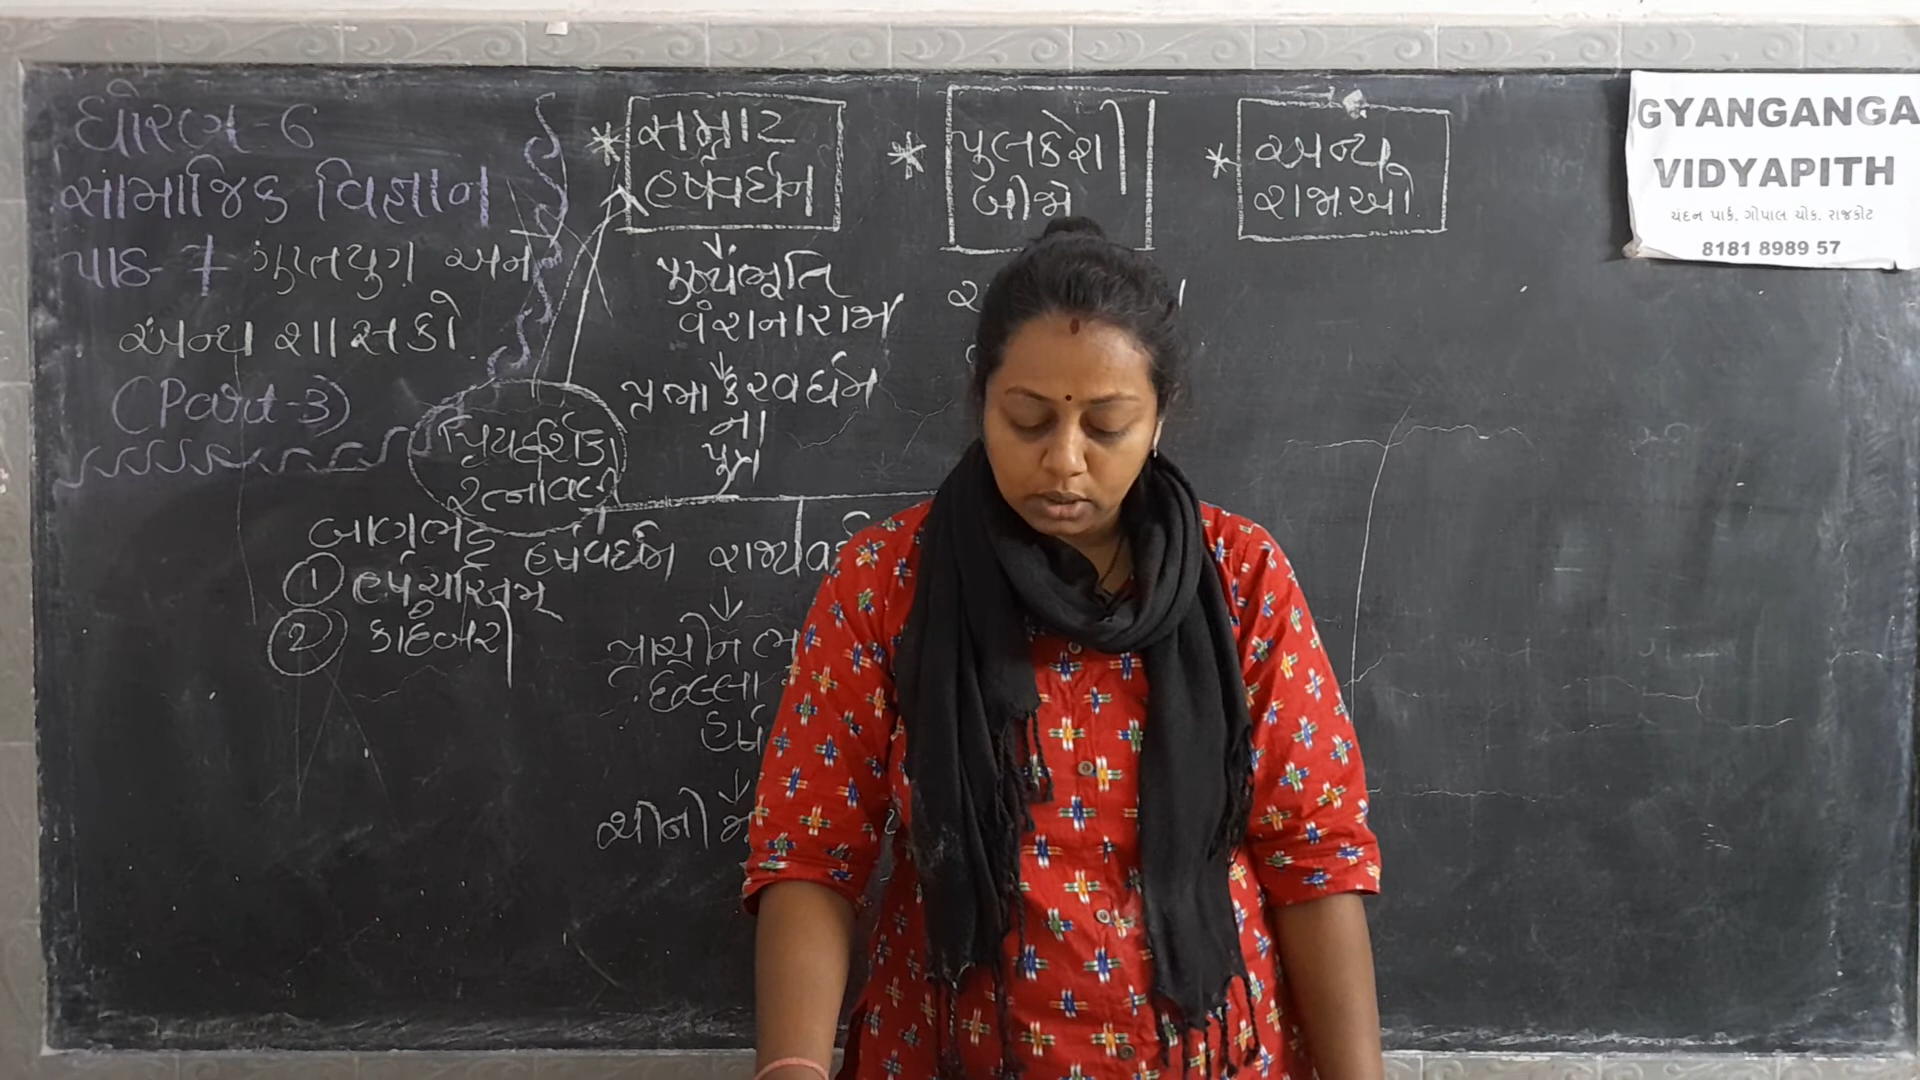 ધોરણ-6
સામાજિક વિજ્ઞાન
પાઠ-7 ગુપ્તયુગ અને
અન્ય શાસકો
(Part-3)
* સમ્રાટ
હર્ષવર્ધન
પુષ્યભૂતિ
વંશના રાજા
પ્રભાકરવર્ધન
ના
પુત્ર
પ્રિયદર્શિકા
રત્નાવલી
બાણભટ્ટ
① હર્ષચરિતમ્
② કાદંબરી
હર્ષવર્ધન
પ્રાચીન
છેલ્લા
ચીની
* પુલકેશી
બીજો
* અન્ય
રાજાઓ
GYANGANGA
VIDYAPITH
ચંદન પાર્ક, ગોપાલ ચોક, રાજકોટ
8181 8989 57